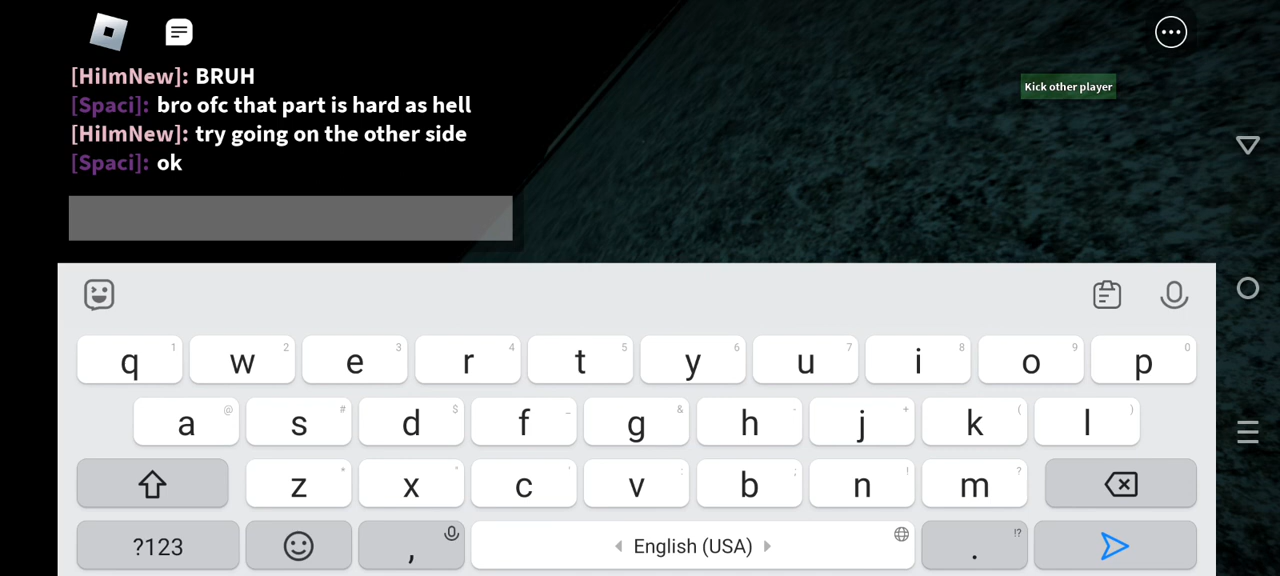 [HiImNew]: BRUH
[Spaci]: bro ofc that part is hard as hell
Kick other player
[HiImNew]: try going on the other side
[Spaci]: ok
q 1 w 2 e 3 r 4 t 5 y 6 u 7 i 8 o 9 p 0
a @ s # d $ f _ g & h - j + k ( l )
z * x " c ' v : b ; n ! m ?
?123 , English (USA) . !?